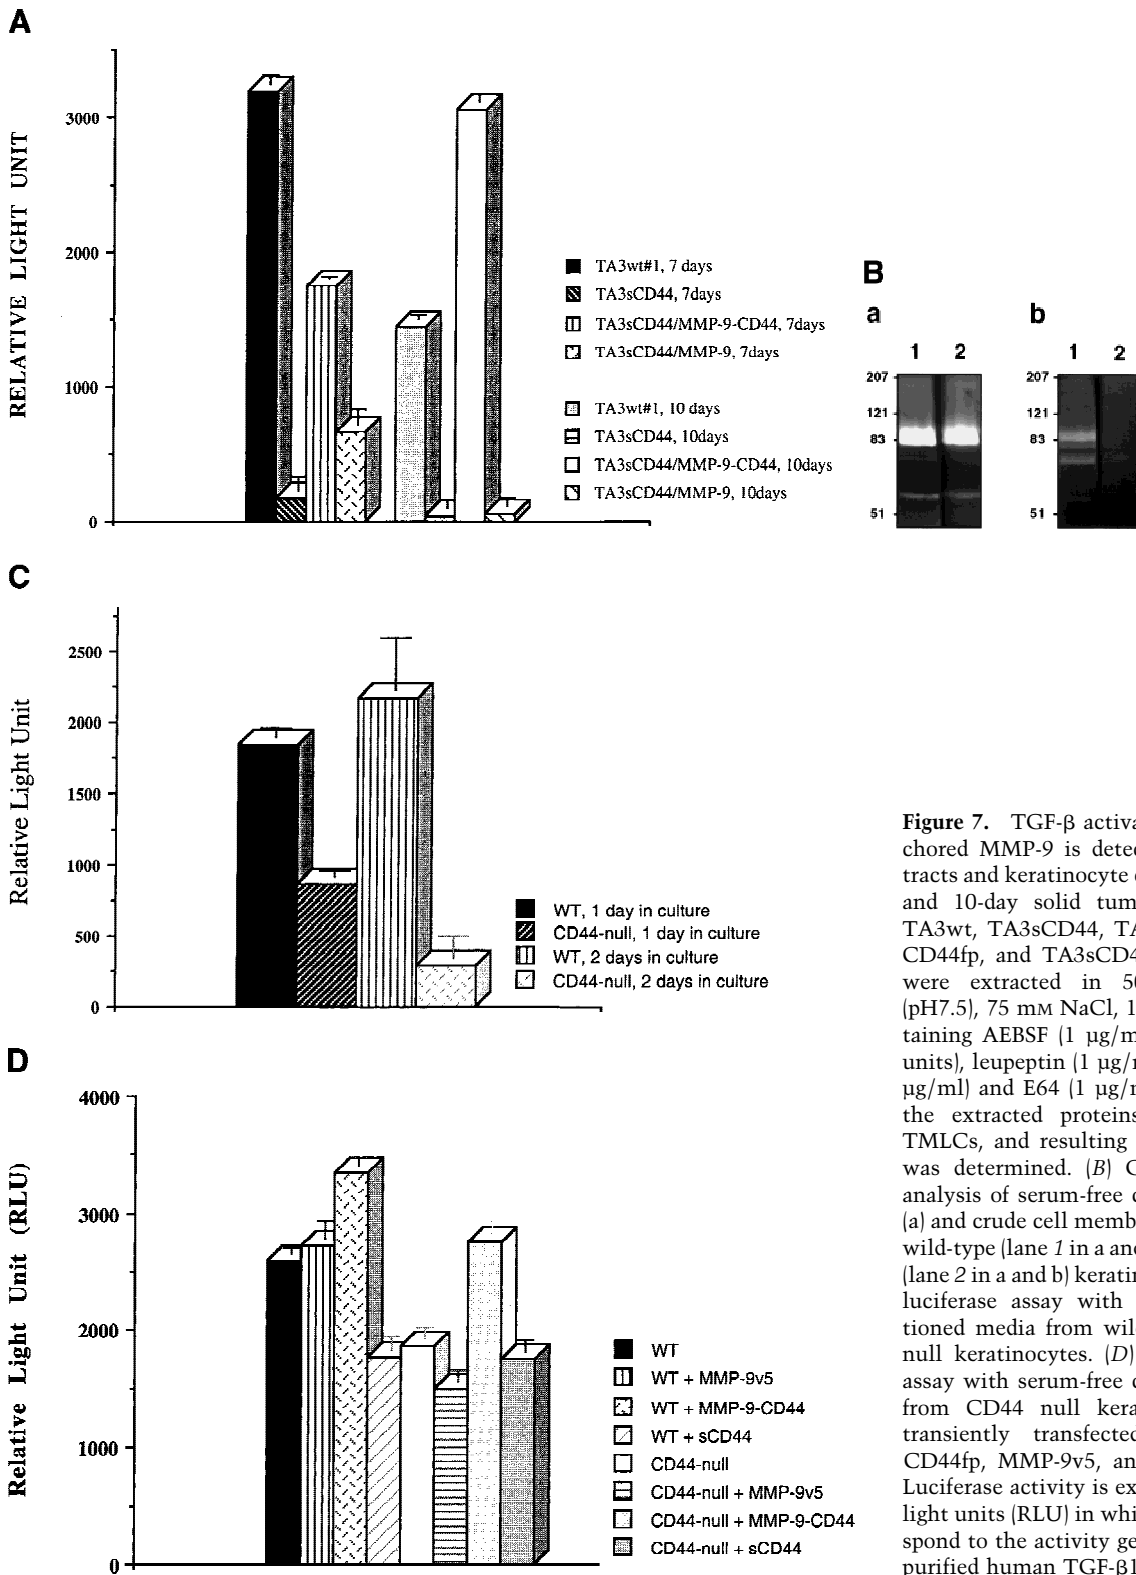 A
RELATIVE LIGHT UNIT
3000
2000
1000
0
TA3wt#1, 7 days
TA3sCD44, 7days
TA3sCD44/MMP-9-CD44, 7days
TA3sCD44/MMP-9, 7days
TA3wt#1, 10 days
TA3sCD44, 10days
TA3sCD44/MMP-9-CD44, 10days
TA3sCD44/MMP-9, 10days
B
a
b
1 2
1 2
207
121
83
51
207
121
83
51
C
Relative Light Unit
2500
2000
1500
1000
500
0
WT, 1 day in culture
CD44-null, 1 day in culture
WT, 2 days in culture
CD44-null, 2 days in culture
D
Relative Light Unit (RLU)
4000
3000
2000
1000
0
WT
WT + MMP-9v5
WT + MMP-9-CD44
WT + sCD44
CD44-null
CD44-null + MMP-9v5
CD44-null + MMP-9-CD44
CD44-null + sCD44
Figure 7. TGF-β activa
chored MMP-9 is detec
tracts and keratinocyte c
and 10-day solid tum
TA3wt, TA3sCD44, TA
CD44fp, and TA3sCD4
were extracted in 50
(pH7.5), 75 mM NaCl, 1
taining AEBSF (1 µg/m
units), leupeptin (1 µg/m
µg/ml) and E64 (1 µg/m
the extracted proteins
TMLCs, and resulting
was determined. (B) C
analysis of serum-free c
(a) and crude cell memb
wild-type (lane 1 in a and
(lane 2 in a and b) keratin
luciferase assay with
tioned media from wil
null keratinocytes. (D)
assay with serum-free c
from CD44 null kera
transiently transfected
CD44fp, MMP-9v5, an
Luciferase activity is ex
light units (RLU) in whi
spond to the activity ge
purified human TGF-β1